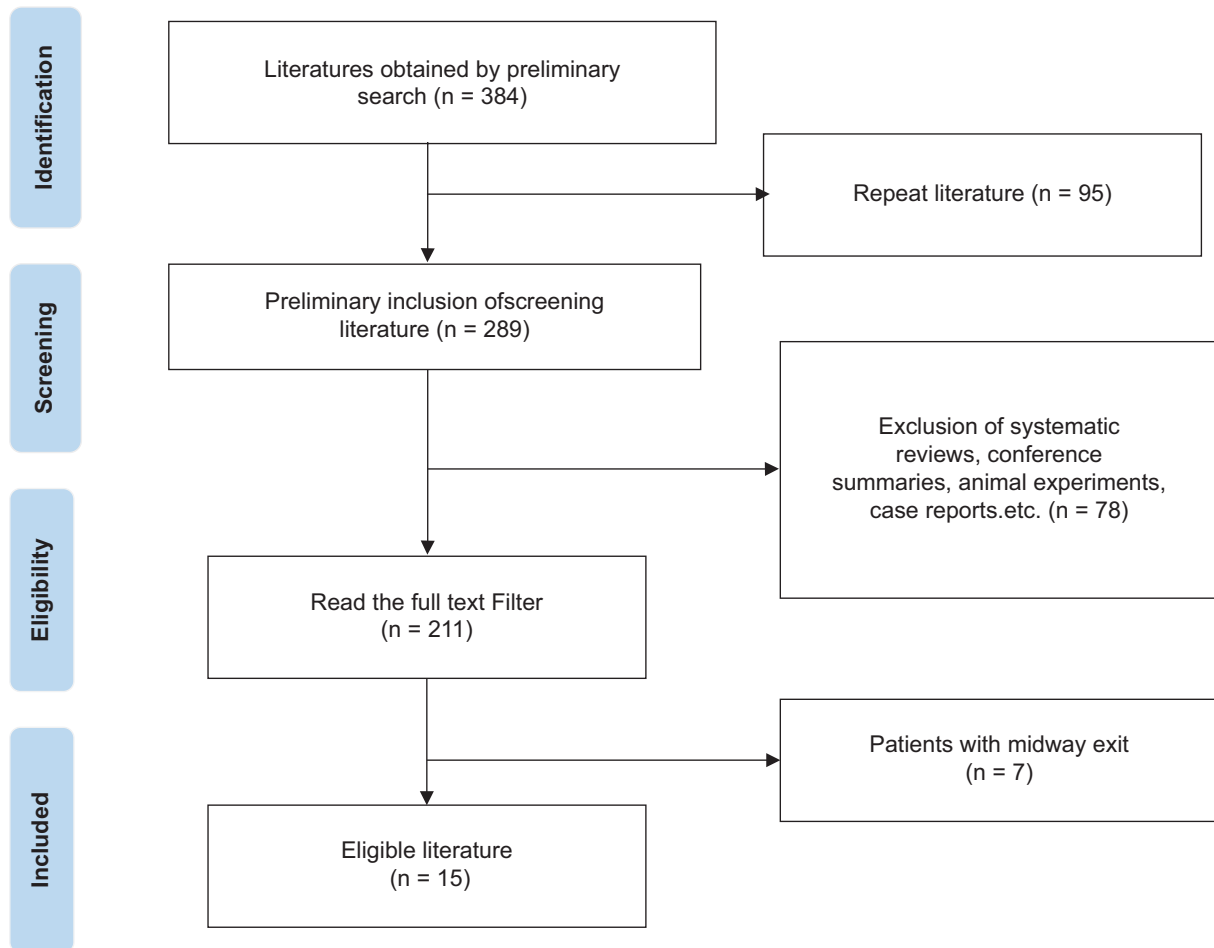 Identification
Literatures obtained by preliminary
search (n = 384)
Repeat literature (n = 95)
Screening
Preliminary inclusion ofscreening
literature (n = 289)
Exclusion of systematic
reviews, conference
summaries, animal experiments,
case reports.etc. (n = 78)
Eligibility
Read the full text Filter
(n = 211)
Patients with midway exit
(n = 7)
Included
Eligible literature
(n = 15)